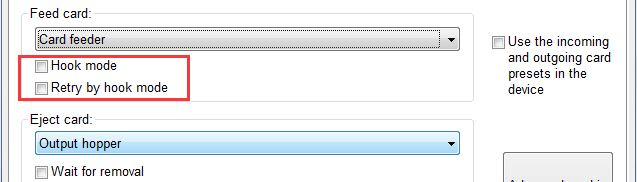 Feed card:
Card feeder
Hook mode
Retry by hook mode
Use the incoming
and outgoing card
presets in the
device
Eject card:
Output hopper
Wait for removal